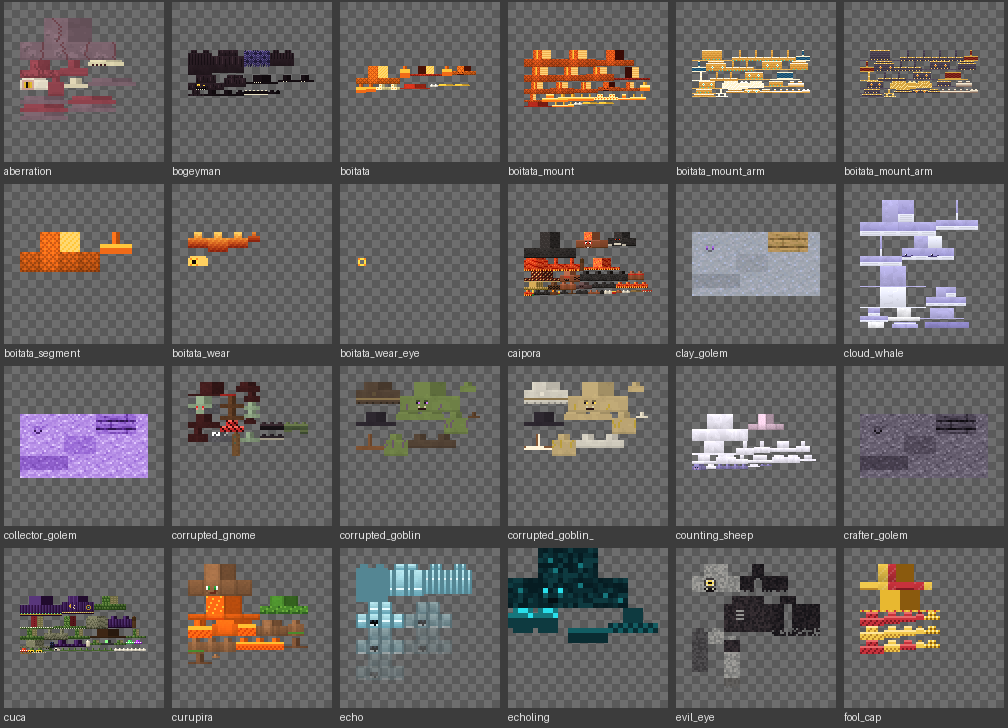 aberration
bogeyman
boitata
boitata_mount
boitata_mount_arm
boitata_mount_arm
boitata_segment
boitata_wear
boitata_wear_eye
caipora
clay_golem
cloud_whale
collector_golem
corrupted_gnome
corrupted_goblin
corrupted_goblin_
counting_sheep
crafter_golem
cuca
curupira
echo
echoling
evil_eye
fool_cap